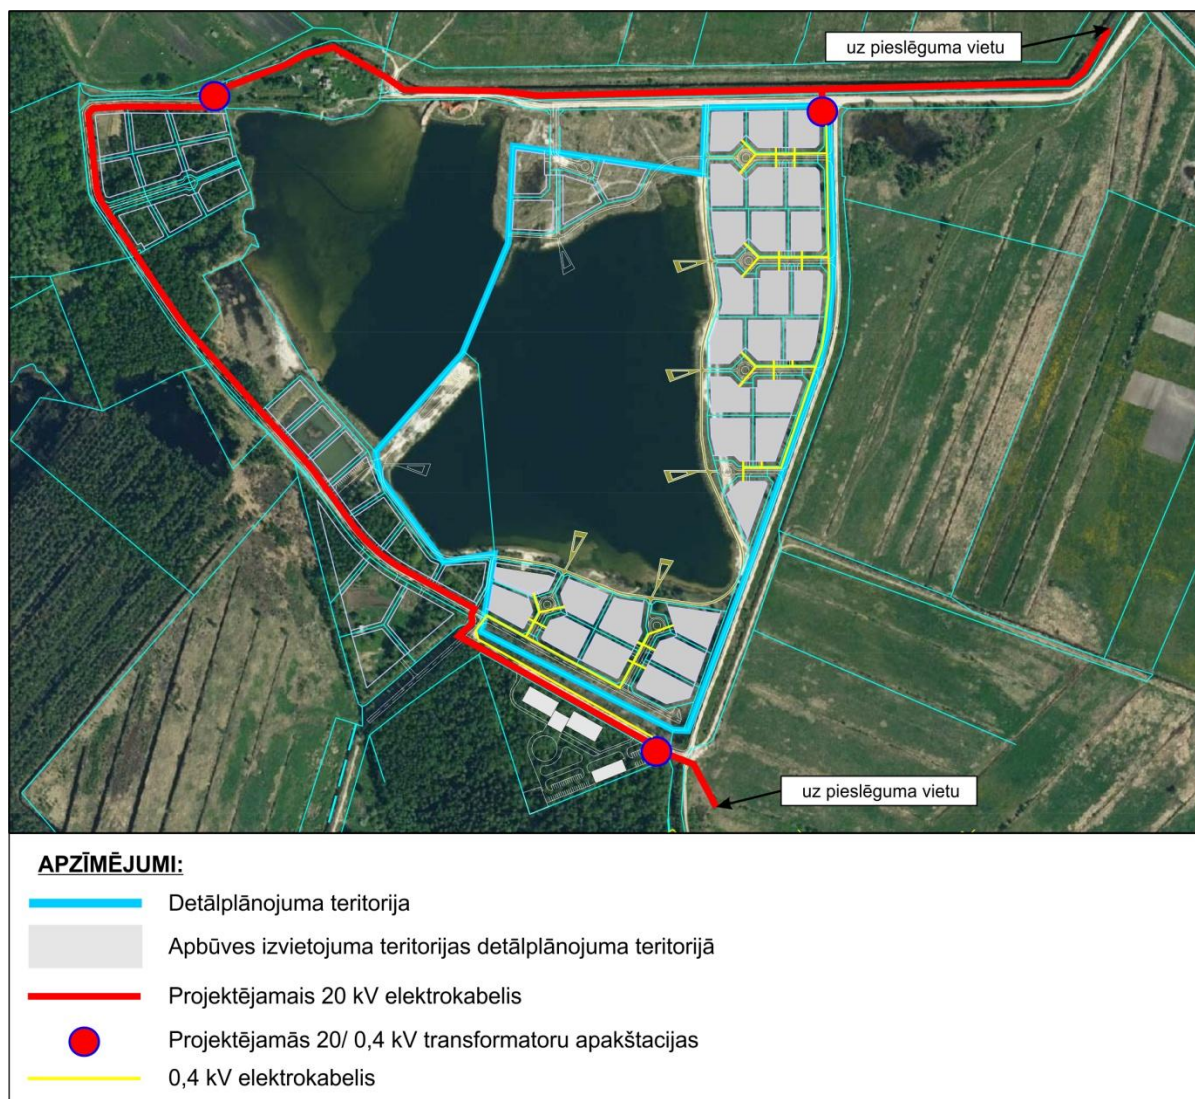 uz pieslēguma vietu
uz pieslēguma vietu
APZĪMĒJUMI:
Detālplānojuma teritorija
Apbūves izvietojuma teritorijas detālplānojuma teritorijā
Projektējamais 20 kV elektrokabelis
Projektējamās 20/ 0,4 kV transformatoru apakštacijas
0,4 kV elektrokabelis